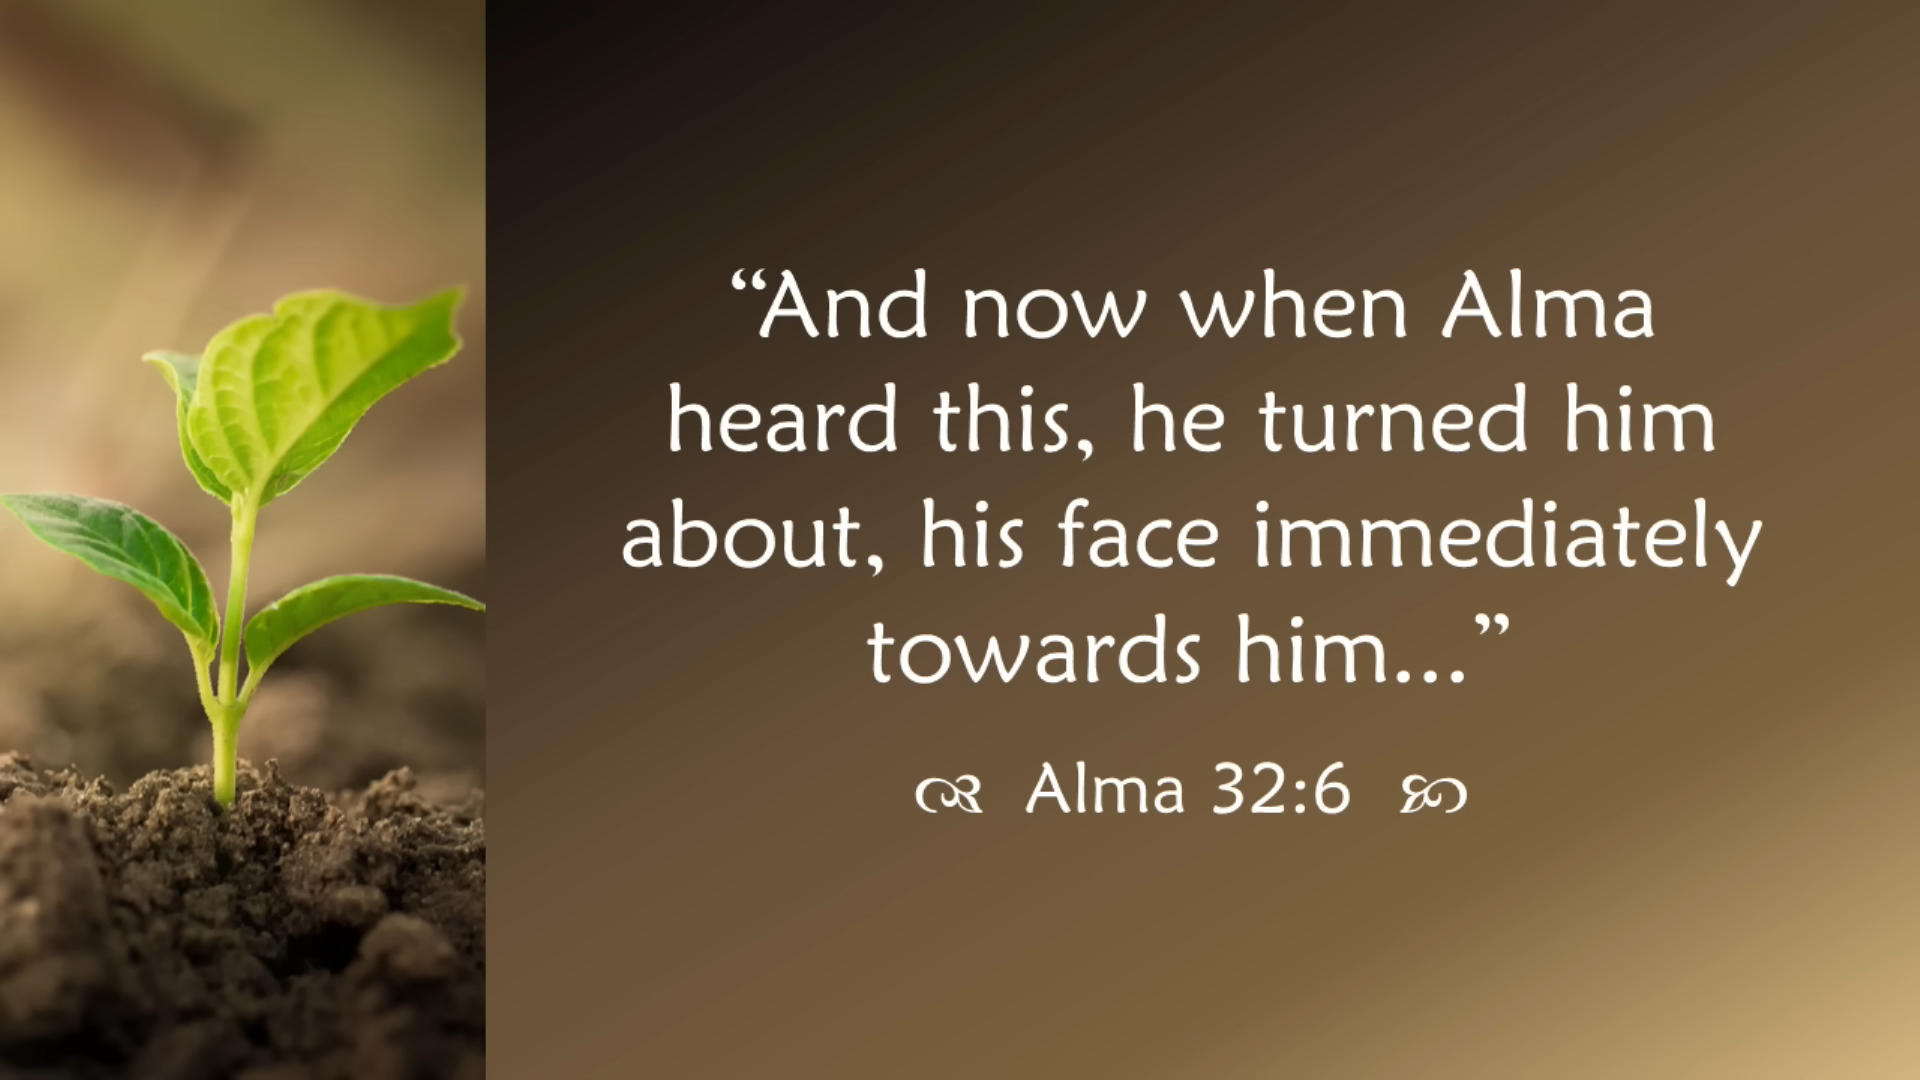 “And now when Alma
heard this, he turned him
about, his face immediately
towards him...”
Alma 32:6